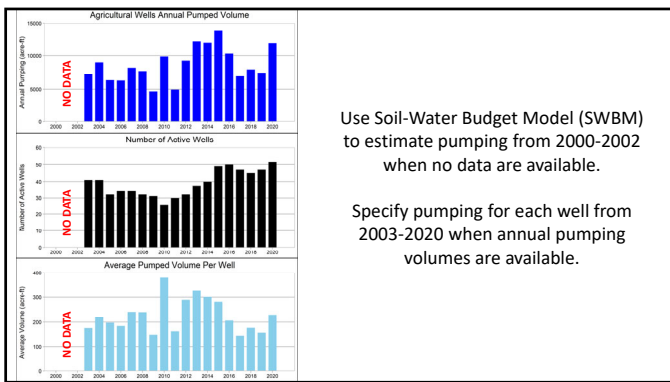 Agricultural Wells Annual Pumped Volume
Annual Pumping (acre-ft)
15000
10000
5000
0
NO DATA
2000 2002 2004 2006 2008 2010 2012 2014 2016 2018 2020
Number of Active Wells
Number of Active Wells
60
50
40
30
20
10
0
NO DATA
2000 2002 2004 2006 2008 2010 2012 2014 2016 2018 2020
Average Pumped Volume Per Well
Average Volume (acre-ft)
400
300
200
100
0
NO DATA
2000 2002 2004 2006 2008 2010 2012 2014 2016 2018 2020
Use Soil-Water Budget Model (SWBM)
to estimate pumping from 2000-2002
when no data are available.
Specify pumping for each well from
2003-2020 when annual pumping
volumes are available.